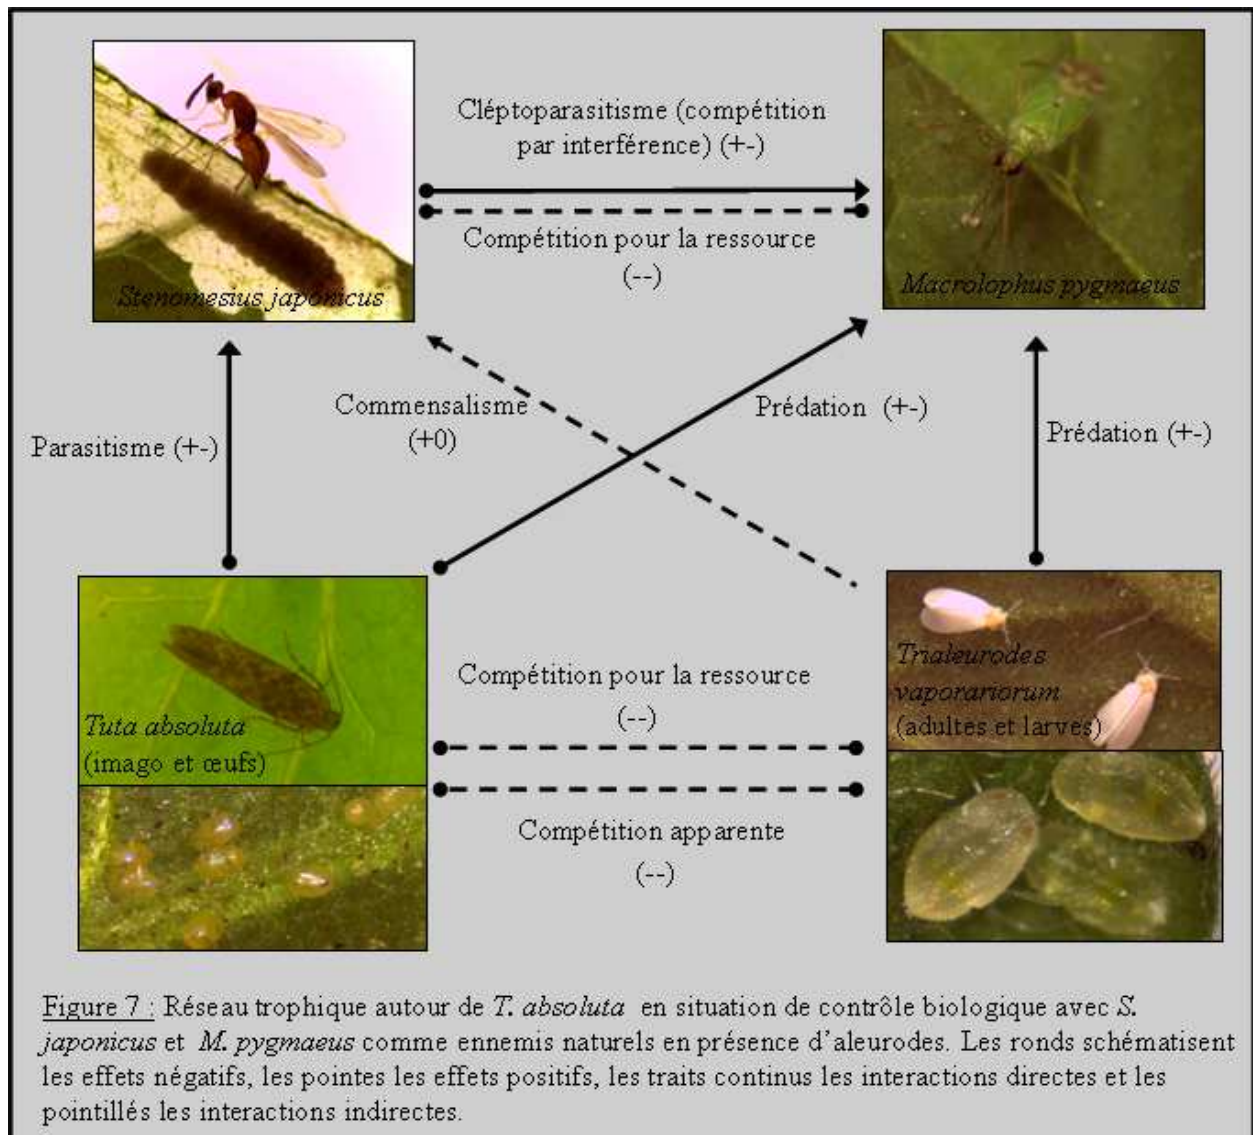 Cléptoparasitisme (compétition
par interférence) (+-)
Compétition pour la ressource
(--)
Stenomesius japonicus
Macrolophus pygmaeus
Commensalisme
(+0)
Prédation (+-)
Parasitisme (+-)
Prédation (+-)
Compétition pour la ressource
(--)
Tuta absoluta
(imago et œufs)
Trialeurodes
vaporariorum
(adultes et larves)
Compétition apparente
(--)
Figure 7 : Réseau trophique autour de T. absoluta en situation de contrôle biologique avec S.
japonicus et M. pygmaeus comme ennemis naturels en présence d'aleurodes. Les ronds schématisent
les effets négatifs, les pointes les effets positifs, les traits continus les interactions directes et les
pointillés les interactions indirectes.